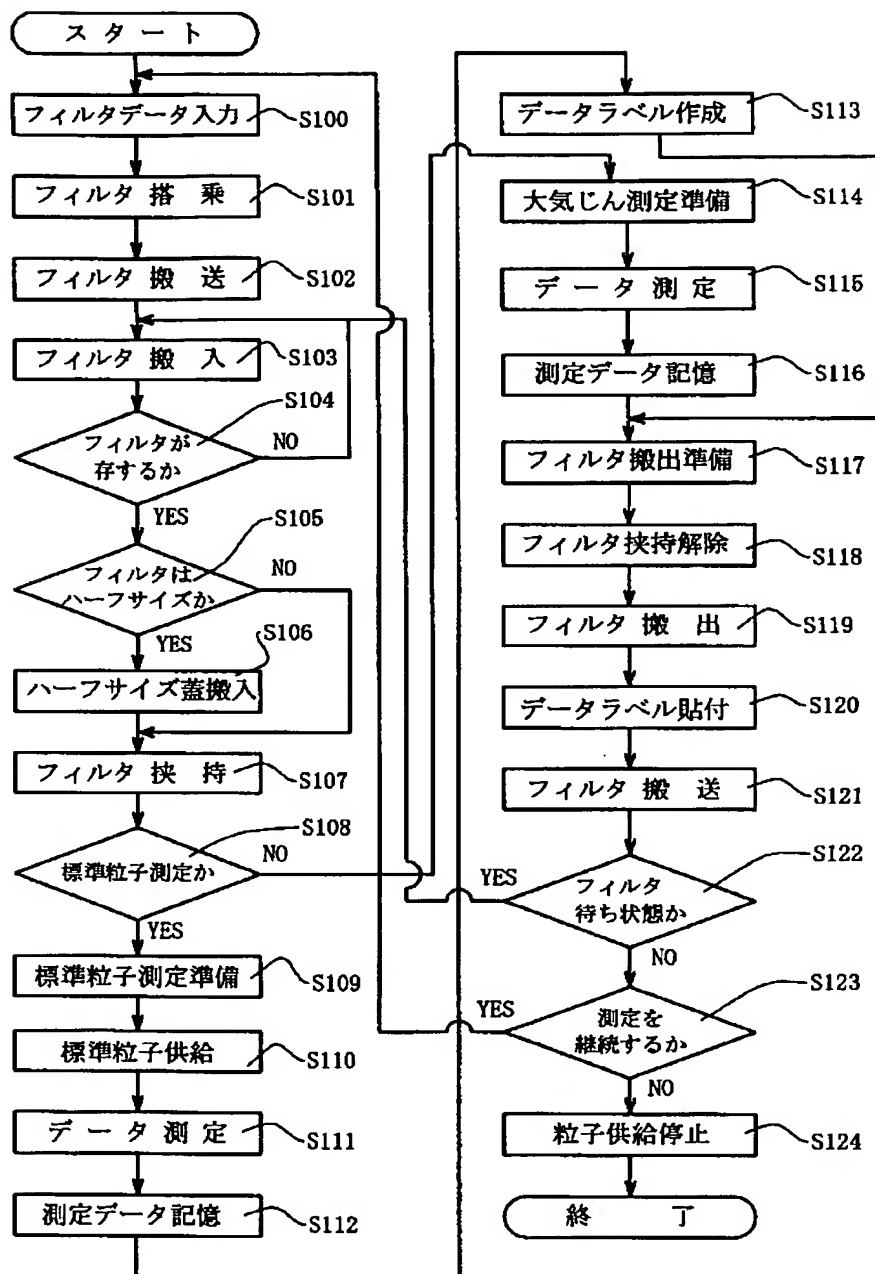 スタート
フィルタデータ入力
S100
フィルタ 搭 乗
S101
フィルタ 搬 送
S102
フィルタ 搬 入
S103
フィルタが
存するか
S104
NO
YES
フィルタは
ハーフサイズか
S105
NO
YES
ハーフサイズ蓋搬入
S106
フィルタ 挟 持
S107
標準粒子測定か
S108
NO
YES
標準粒子測定準備
S109
標準粒子供給
S110
データ測定
S111
測定データ記憶
S112
データラベル作成
S113
大気じん測定準備
S114
データ測定
S115
測定データ記憶
S116
フィルタ搬出準備
S117
フィルタ挟持解除
S118
フィルタ 搬 出
S119
データラベル貼付
S120
フィルタ 搬 送
S121
フィルタ
待ち状態か
S122
YES
NO
測定を
継続するか
S123
YES
NO
粒子供給停止
S124
終 了